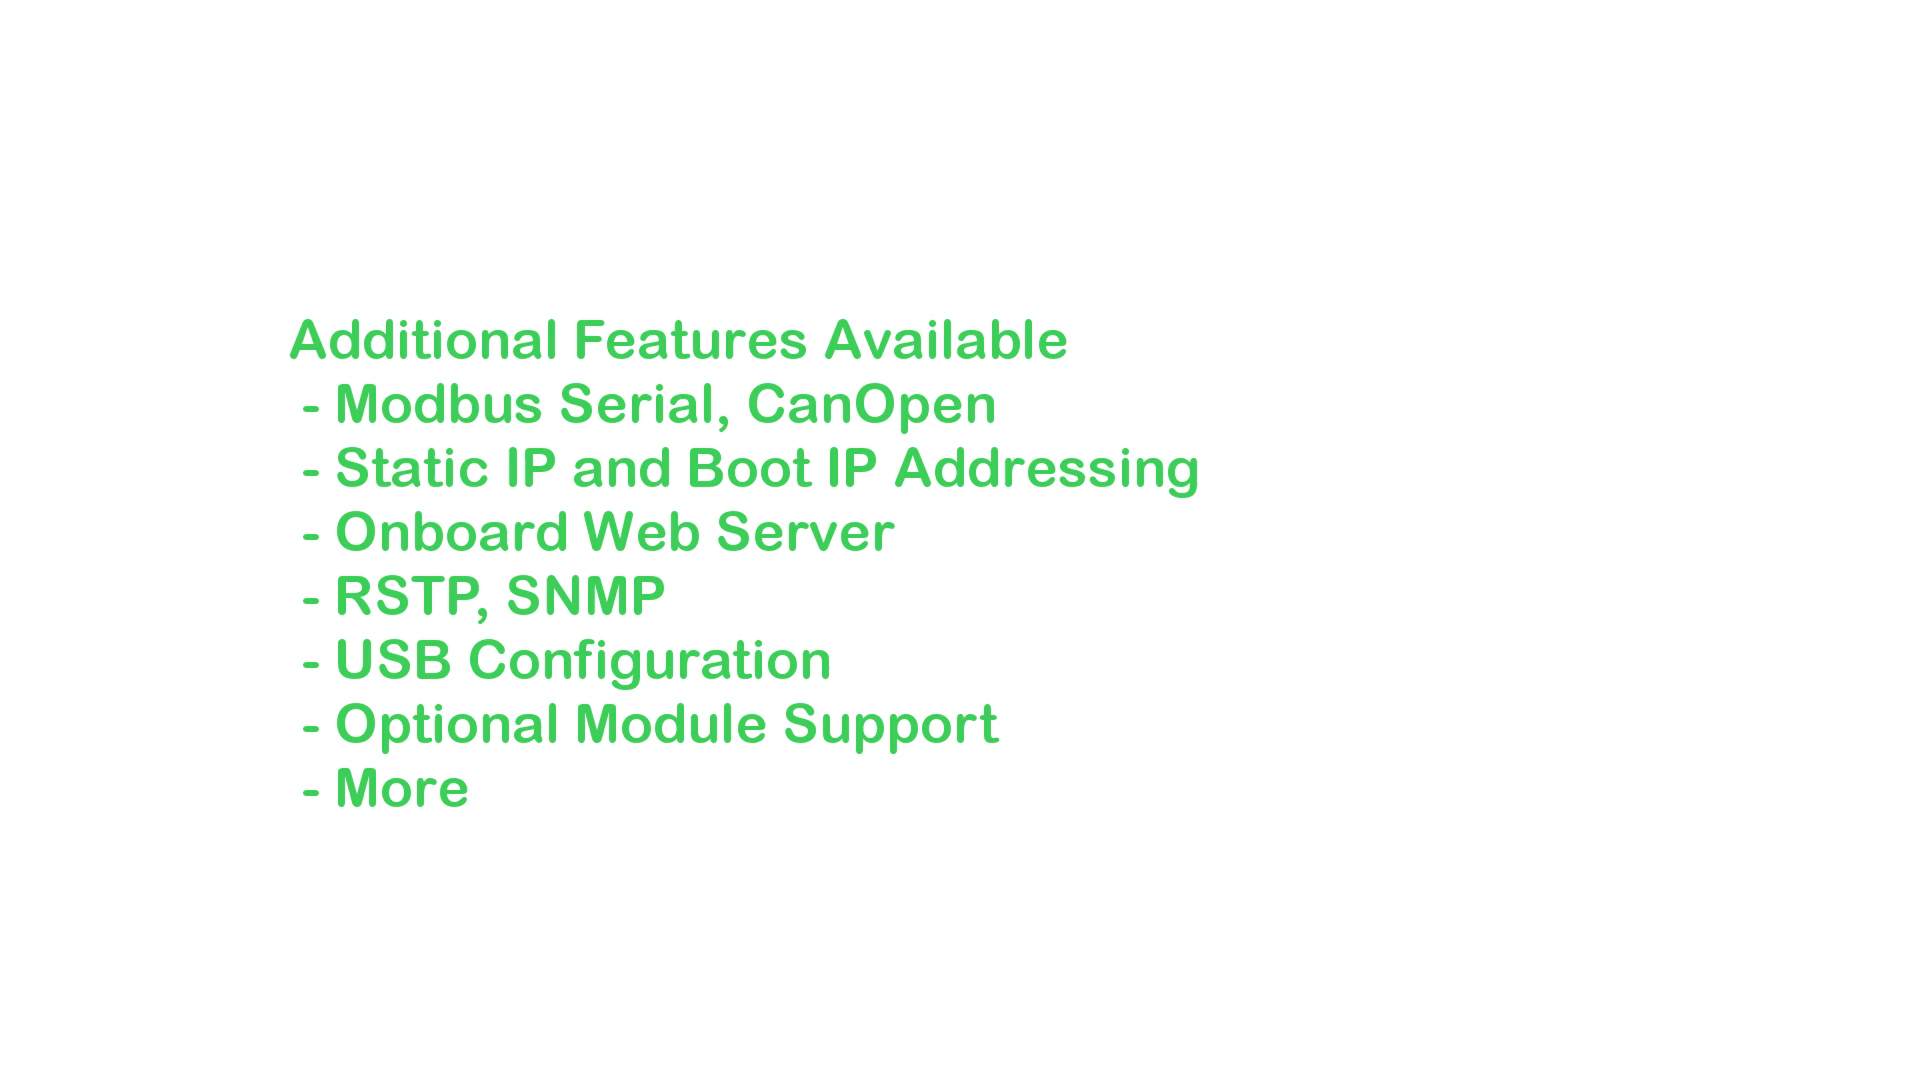 Additional Features Available
- Modbus Serial, CanOpen
- Static IP and Boot IP Addressing
- Onboard Web Server
- RSTP, SNMP
- USB Configuration
- Optional Module Support
- More